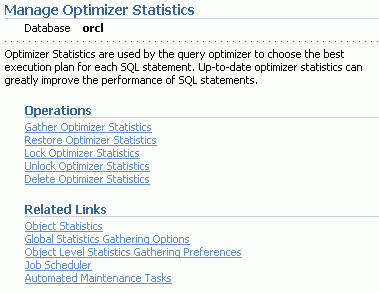 Manage Optimizer Statistics
Database orcl
Optimizer Statistics are used by the query optimizer to choose the best
execution plan for each SQL statement. Up-to-date optimizer statistics can
greatly improve the performance of SQL statements.
Operations
Gather Optimizer Statistics
Restore Optimizer Statistics
Lock Optimizer Statistics
Unlock Optimizer Statistics
Delete Optimizer Statistics
Related Links
Object Statistics
Global Statistics Gathering Options
Object Level Statistics Gathering Preferences
Job Scheduler
Automated Maintenance Tasks